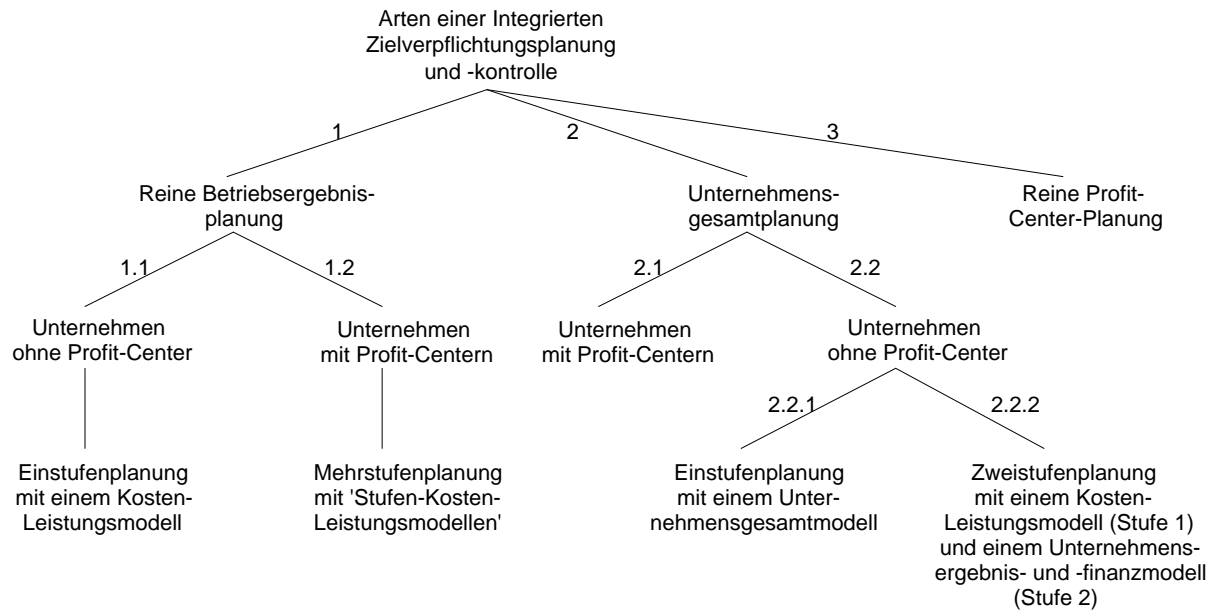 Arten einer Integrierten
Zielverpflichtungsplanung
und -kontrolle
1
2
3
Reine Betriebsergebnis-
planung
Unternehmens-
gesamtplanung
Reine Profit-
Center-Planung
1.1
1.2
2.1
2.2
Unternehmen
ohne Profit-Center
Unternehmen
mit Profit-Centern
Unternehmen
mit Profit-Centern
Unternehmen
ohne Profit-Center
2.2.1
2.2.2
Einstufenplanung
mit einem Kosten-
Leistungsmodell
Mehrstufenplanung
mit 'Stufen-Kosten-
Leistungsmodellen'
Einstufenplanung
mit einem Unter-
nehmensgesamtmodell
Zweistufenplanung
mit einem Kosten-
Leistungsmodell (Stufe 1)
und einem Unternehmens-
ergebnis- und -finanzmodell
(Stufe 2)